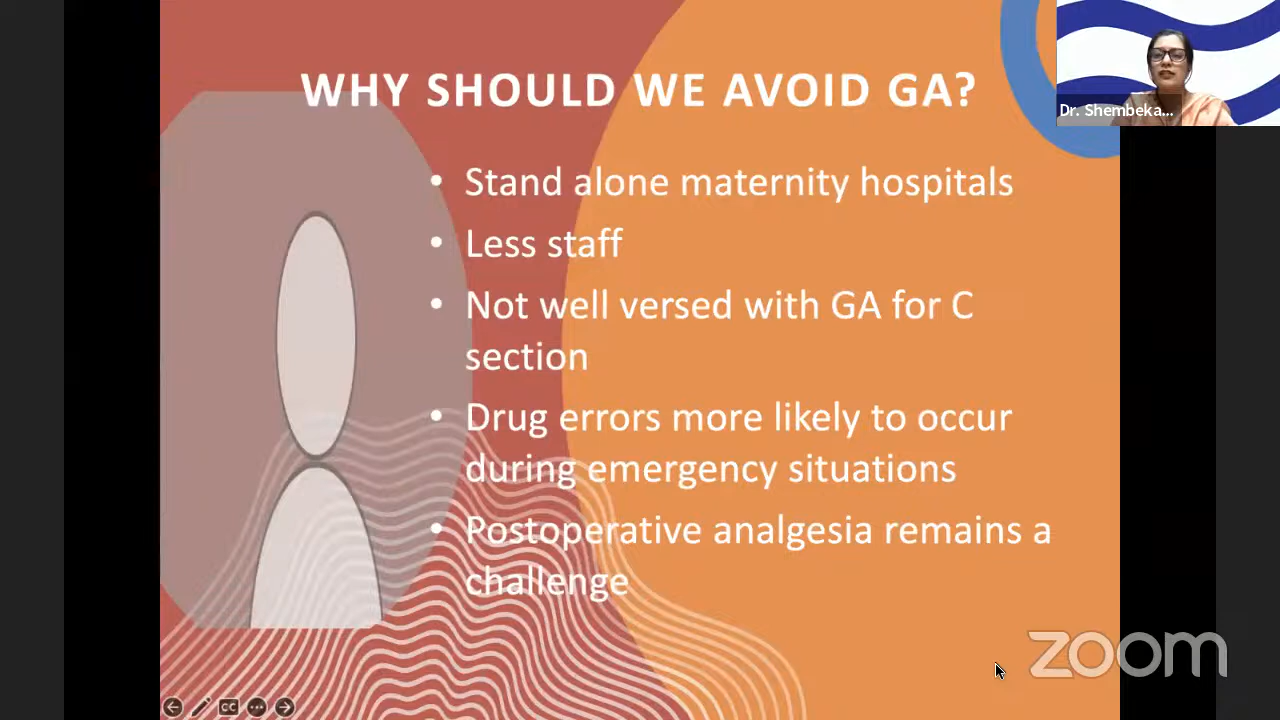 WHY SHOULD WE AVOID GA?
Dr. Shembeka...
• Stand alone maternity hospitals
• Less staff
• Not well versed with GA for C
section
• Drug errors more likely to occur
during emergency situations
• Postoperative analgesia remains a
challenge
zoom
CC